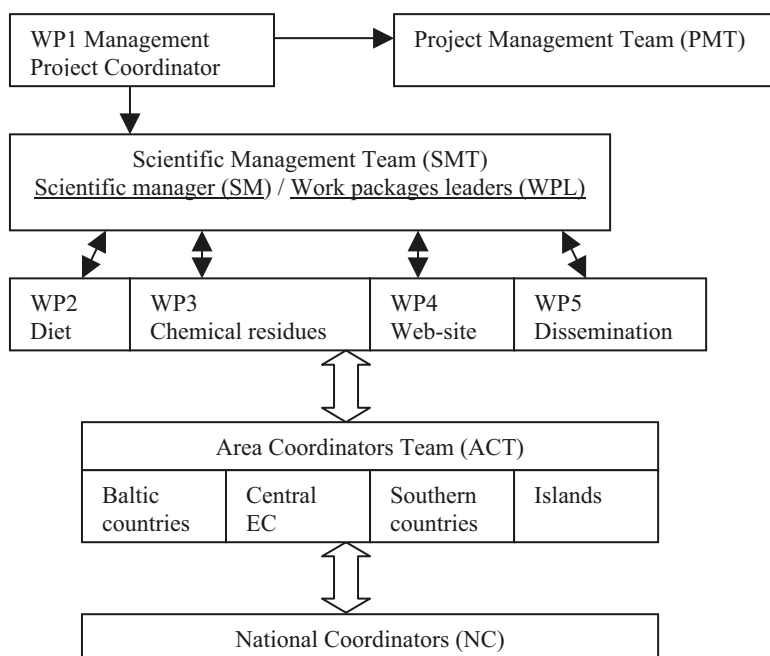 WP1 Management
Project Coordinator
Project Management Team (PMT)
Scientific Management Team (SMT)
Scientific manager (SM) / Work packages leaders (WPL)
WP2
Diet
WP3
Chemical residues
WP4
Web-site
WP5
Dissemination
Area Coordinators Team (ACT)
Baltic
countries
Central
EC
Southern
countries
Islands
National Coordinators (NC)